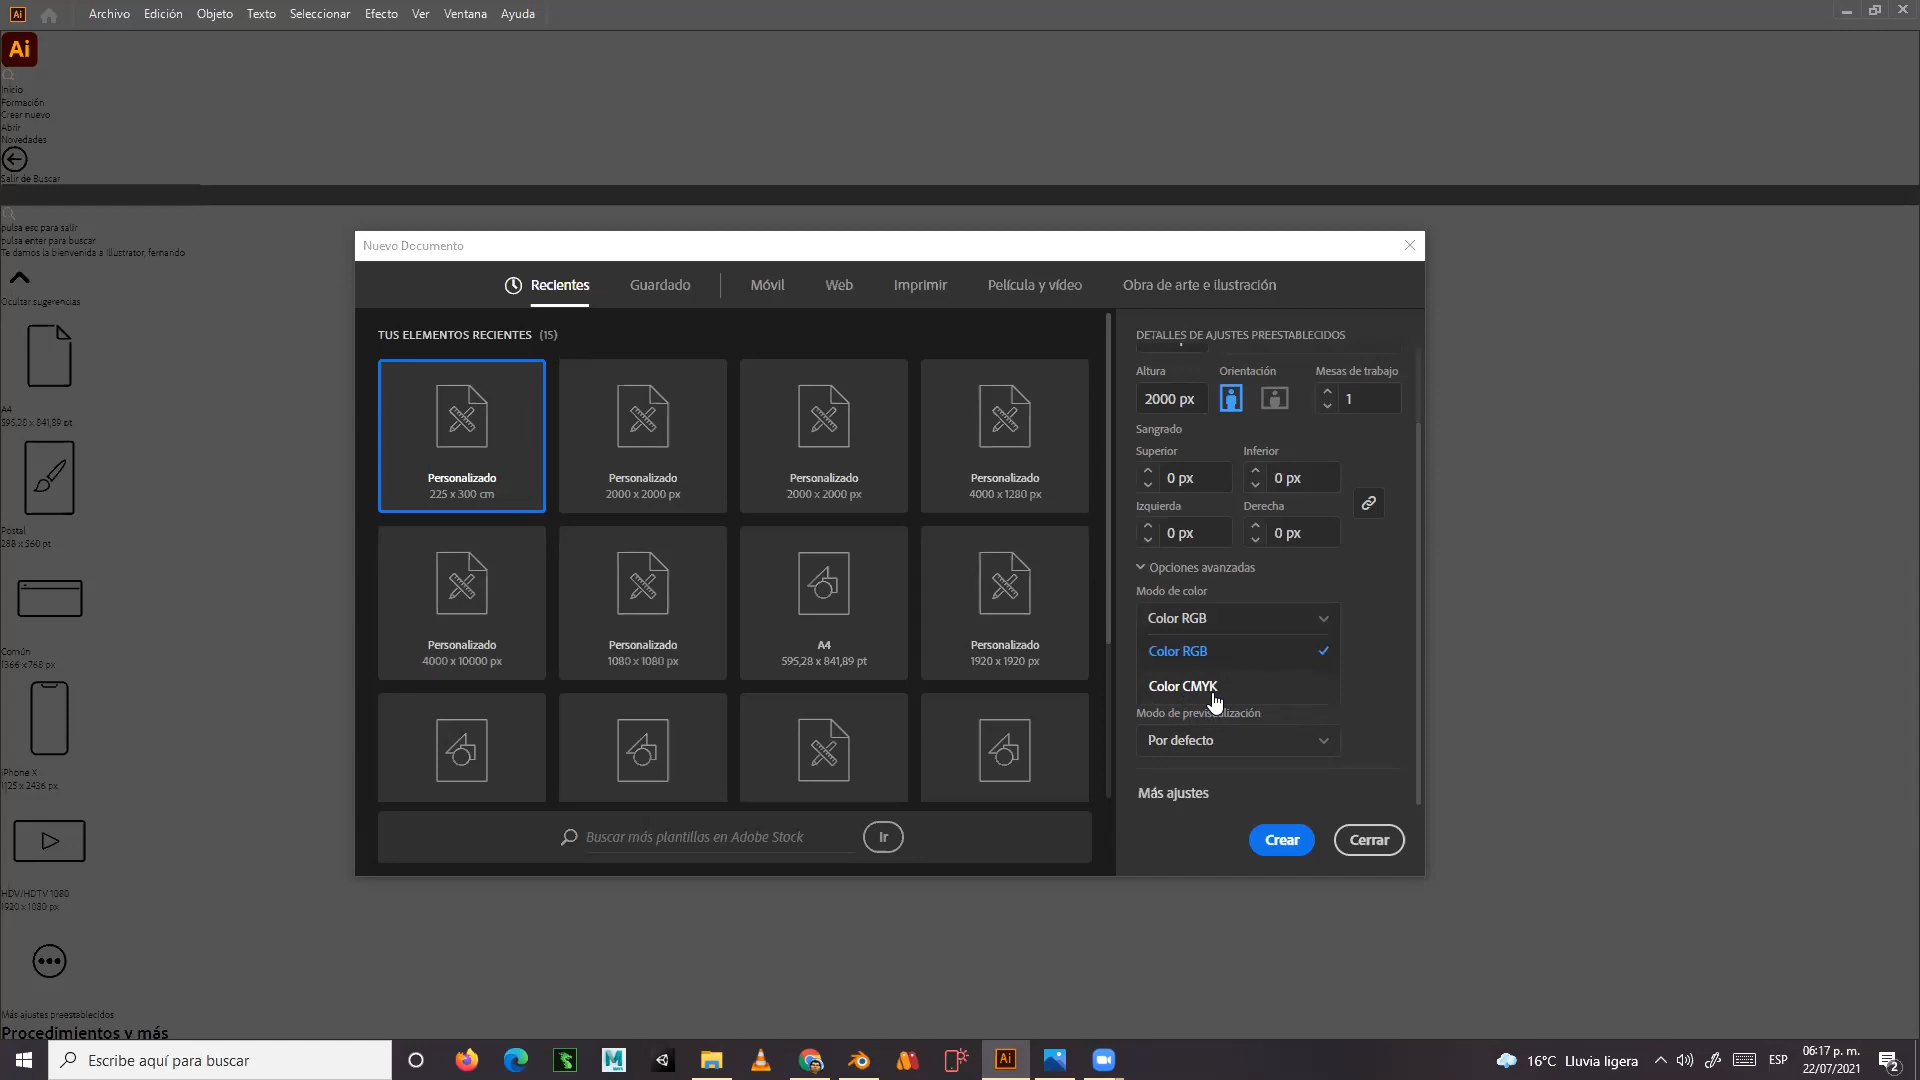 Ai
Archivo Edición Objeto Texto Seleccionar Efecto Ver Ventana Ayuda
Ai
Inicio
Formación
Crear nuevo
Abrir
Novedades
Salir de Buscar
pulsa esc para salir
pulsa enter para buscar
Te damos la bienvenida a Illustrator, fernando
Ocultar sugerencias
A4
595,28 x 841,89 pt
Postal
288 x 560 pt
Común
1366 x 768 px
iPhone X
1125 x 2436 px
HDV/HDTV 1080
1920 x 1080 px
Más ajustes preestablecidos
Procedimientos y más
Nuevo Documento
Recientes Guardado Móvil Web Imprimir Película y vídeo Obra de arte e ilustración
TUS ELEMENTOS RECIENTES (15)
Personalizado
225 x 300 cm
Personalizado
2000 x 2000 px
Personalizado
2000 x 2000 px
Personalizado
4000 x 1280 px
Personalizado
4000 x 10000 px
Personalizado
1080 x 1080 px
A4
595,28 x 841,89 pt
Personalizado
1920 x 1920 px
Buscar más plantillas en Adobe Stock Ir
DETALLES DE AJUSTES PREESTABLECIDOS
Altura Orientación Mesas de trabajo
2000 px 1
Sangrado
Superior Inferior
0 px 0 px
Izquierda Derecha
0 px 0 px
Opciones avanzadas
Modo de color
Color RGB
Color RGB
Color CMYK
Modo de previsualización
Por defecto
Más ajustes
Crear Cerrar
Escribe aquí para buscar
Ai
16°C Lluvia ligera
ESP
06:17 p. m.
22/07/2021
2